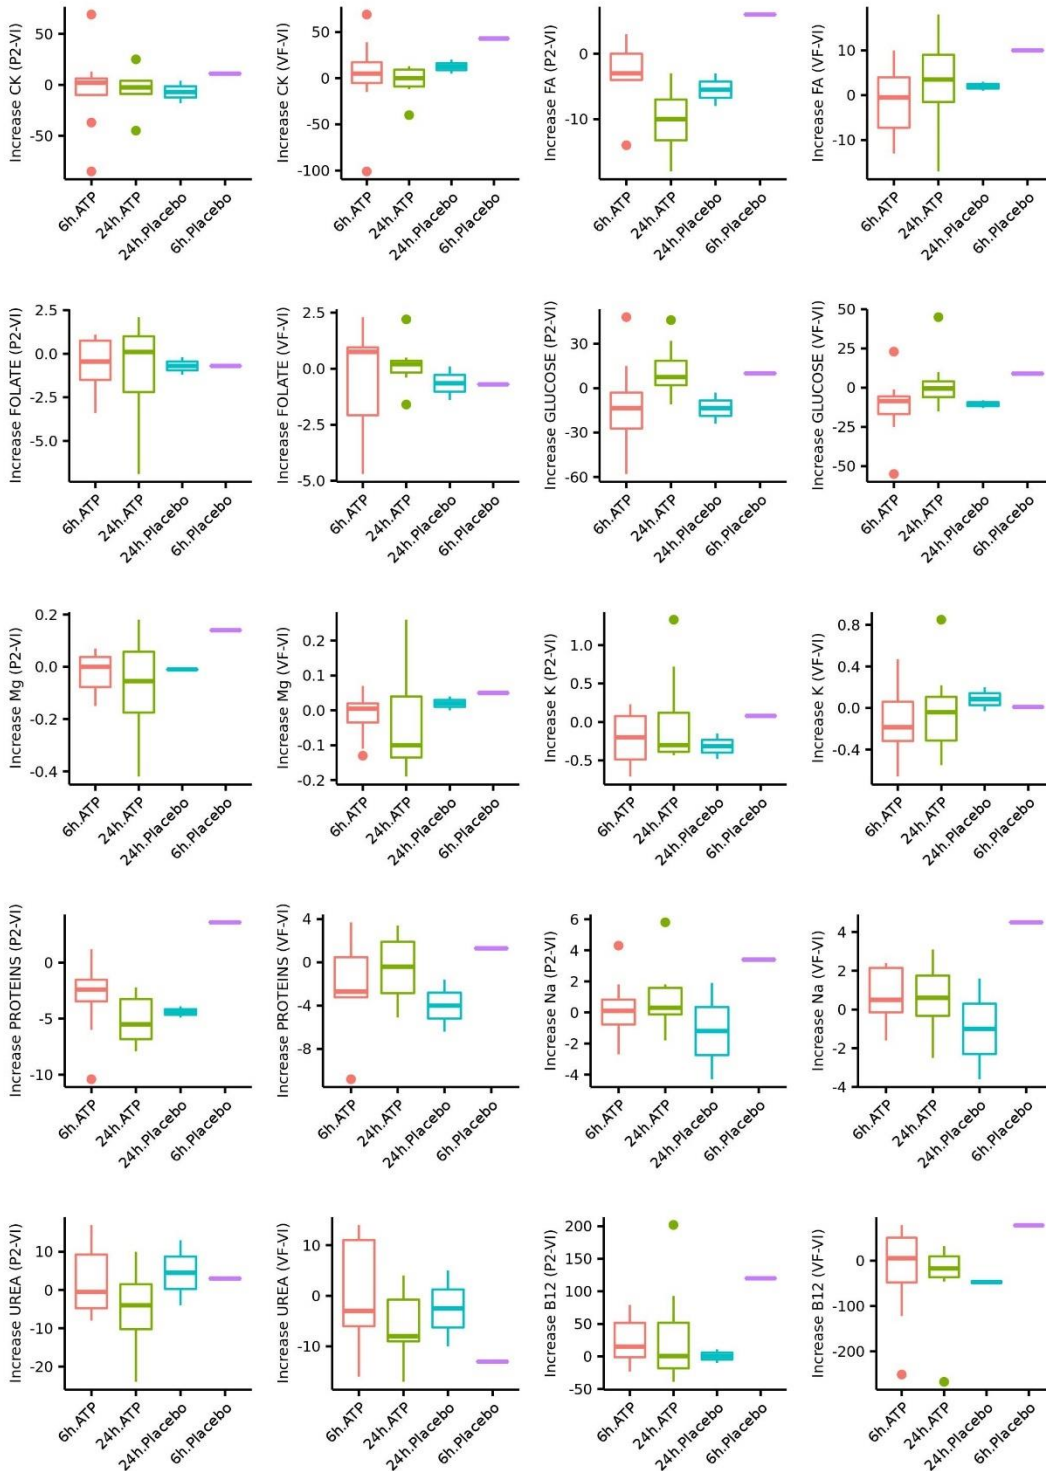 Increase CK (P2-VI)
50
0
-50
6h.ATP
24h.ATP
24h.Placebo
6h.Placebo
Increase CK (VF-VI)
50
0
-50
-100
6h.ATP
24h.ATP
24h.Placebo
6h.Placebo
Increase FA (P2-VI)
0
-10
6h.ATP
24h.ATP
24h.Placebo
6h.Placebo
Increase FA (VF-VI)
10
0
-10
6h.ATP
24h.ATP
24h.Placebo
6h.Placebo
Increase FOLATE (P2-VI)
2.5
0.0
-2.5
-5.0
6h.ATP
24h.ATP
24h.Placebo
6h.Placebo
Increase FOLATE (VF-VI)
2.5
0.0
-2.5
-5.0
6h.ATP
24h.ATP
24h.Placebo
6h.Placebo
Increase GLUCOSE (P2-VI)
30
0
-30
-60
6h.ATP
24h.ATP
24h.Placebo
6h.Placebo
Increase GLUCOSE (VF-VI)
50
25
0
-25
-50
6h.ATP
24h.ATP
24h.Placebo
6h.Placebo
Increase Mg (P2-VI)
0.2
0.0
-0.2
-0.4
6h.ATP
24h.ATP
24h.Placebo
6h.Placebo
Increase Mg (VF-VI)
0.2
0.1
0.0
-0.1
-0.2
6h.ATP
24h.ATP
24h.Placebo
6h.Placebo
Increase K (P2-VI)
1.0
0.5
0.0
-0.5
6h.ATP
24h.ATP
24h.Placebo
6h.Placebo
Increase K (VF-VI)
0.8
0.4
0.0
-0.4
6h.ATP
24h.ATP
24h.Placebo
6h.Placebo
Increase PROTEINS (P2-VI)
0
-5
-10
6h.ATP
24h.ATP
24h.Placebo
6h.Placebo
Increase PROTEINS (VF-VI)
4
0
-4
-8
6h.ATP
24h.ATP
24h.Placebo
6h.Placebo
Increase Na (P2-VI)
6
4
2
0
-2
-4
6h.ATP
24h.ATP
24h.Placebo
6h.Placebo
Increase Na (VF-VI)
4
2
0
-2
-4
6h.ATP
24h.ATP
24h.Placebo
6h.Placebo
Increase UREA (P2-VI)
10
0
-10
-20
6h.ATP
24h.ATP
24h.Placebo
6h.Placebo
Increase UREA (VF-VI)
10
0
-10
6h.ATP
24h.ATP
24h.Placebo
6h.Placebo
Increase B12 (P2-VI)
200
150
100
50
0
-50
6h.ATP
24h.ATP
24h.Placebo
6h.Placebo
Increase B12 (VF-VI)
0
-100
-200
6h.ATP
24h.ATP
24h.Placebo
6h.Placebo